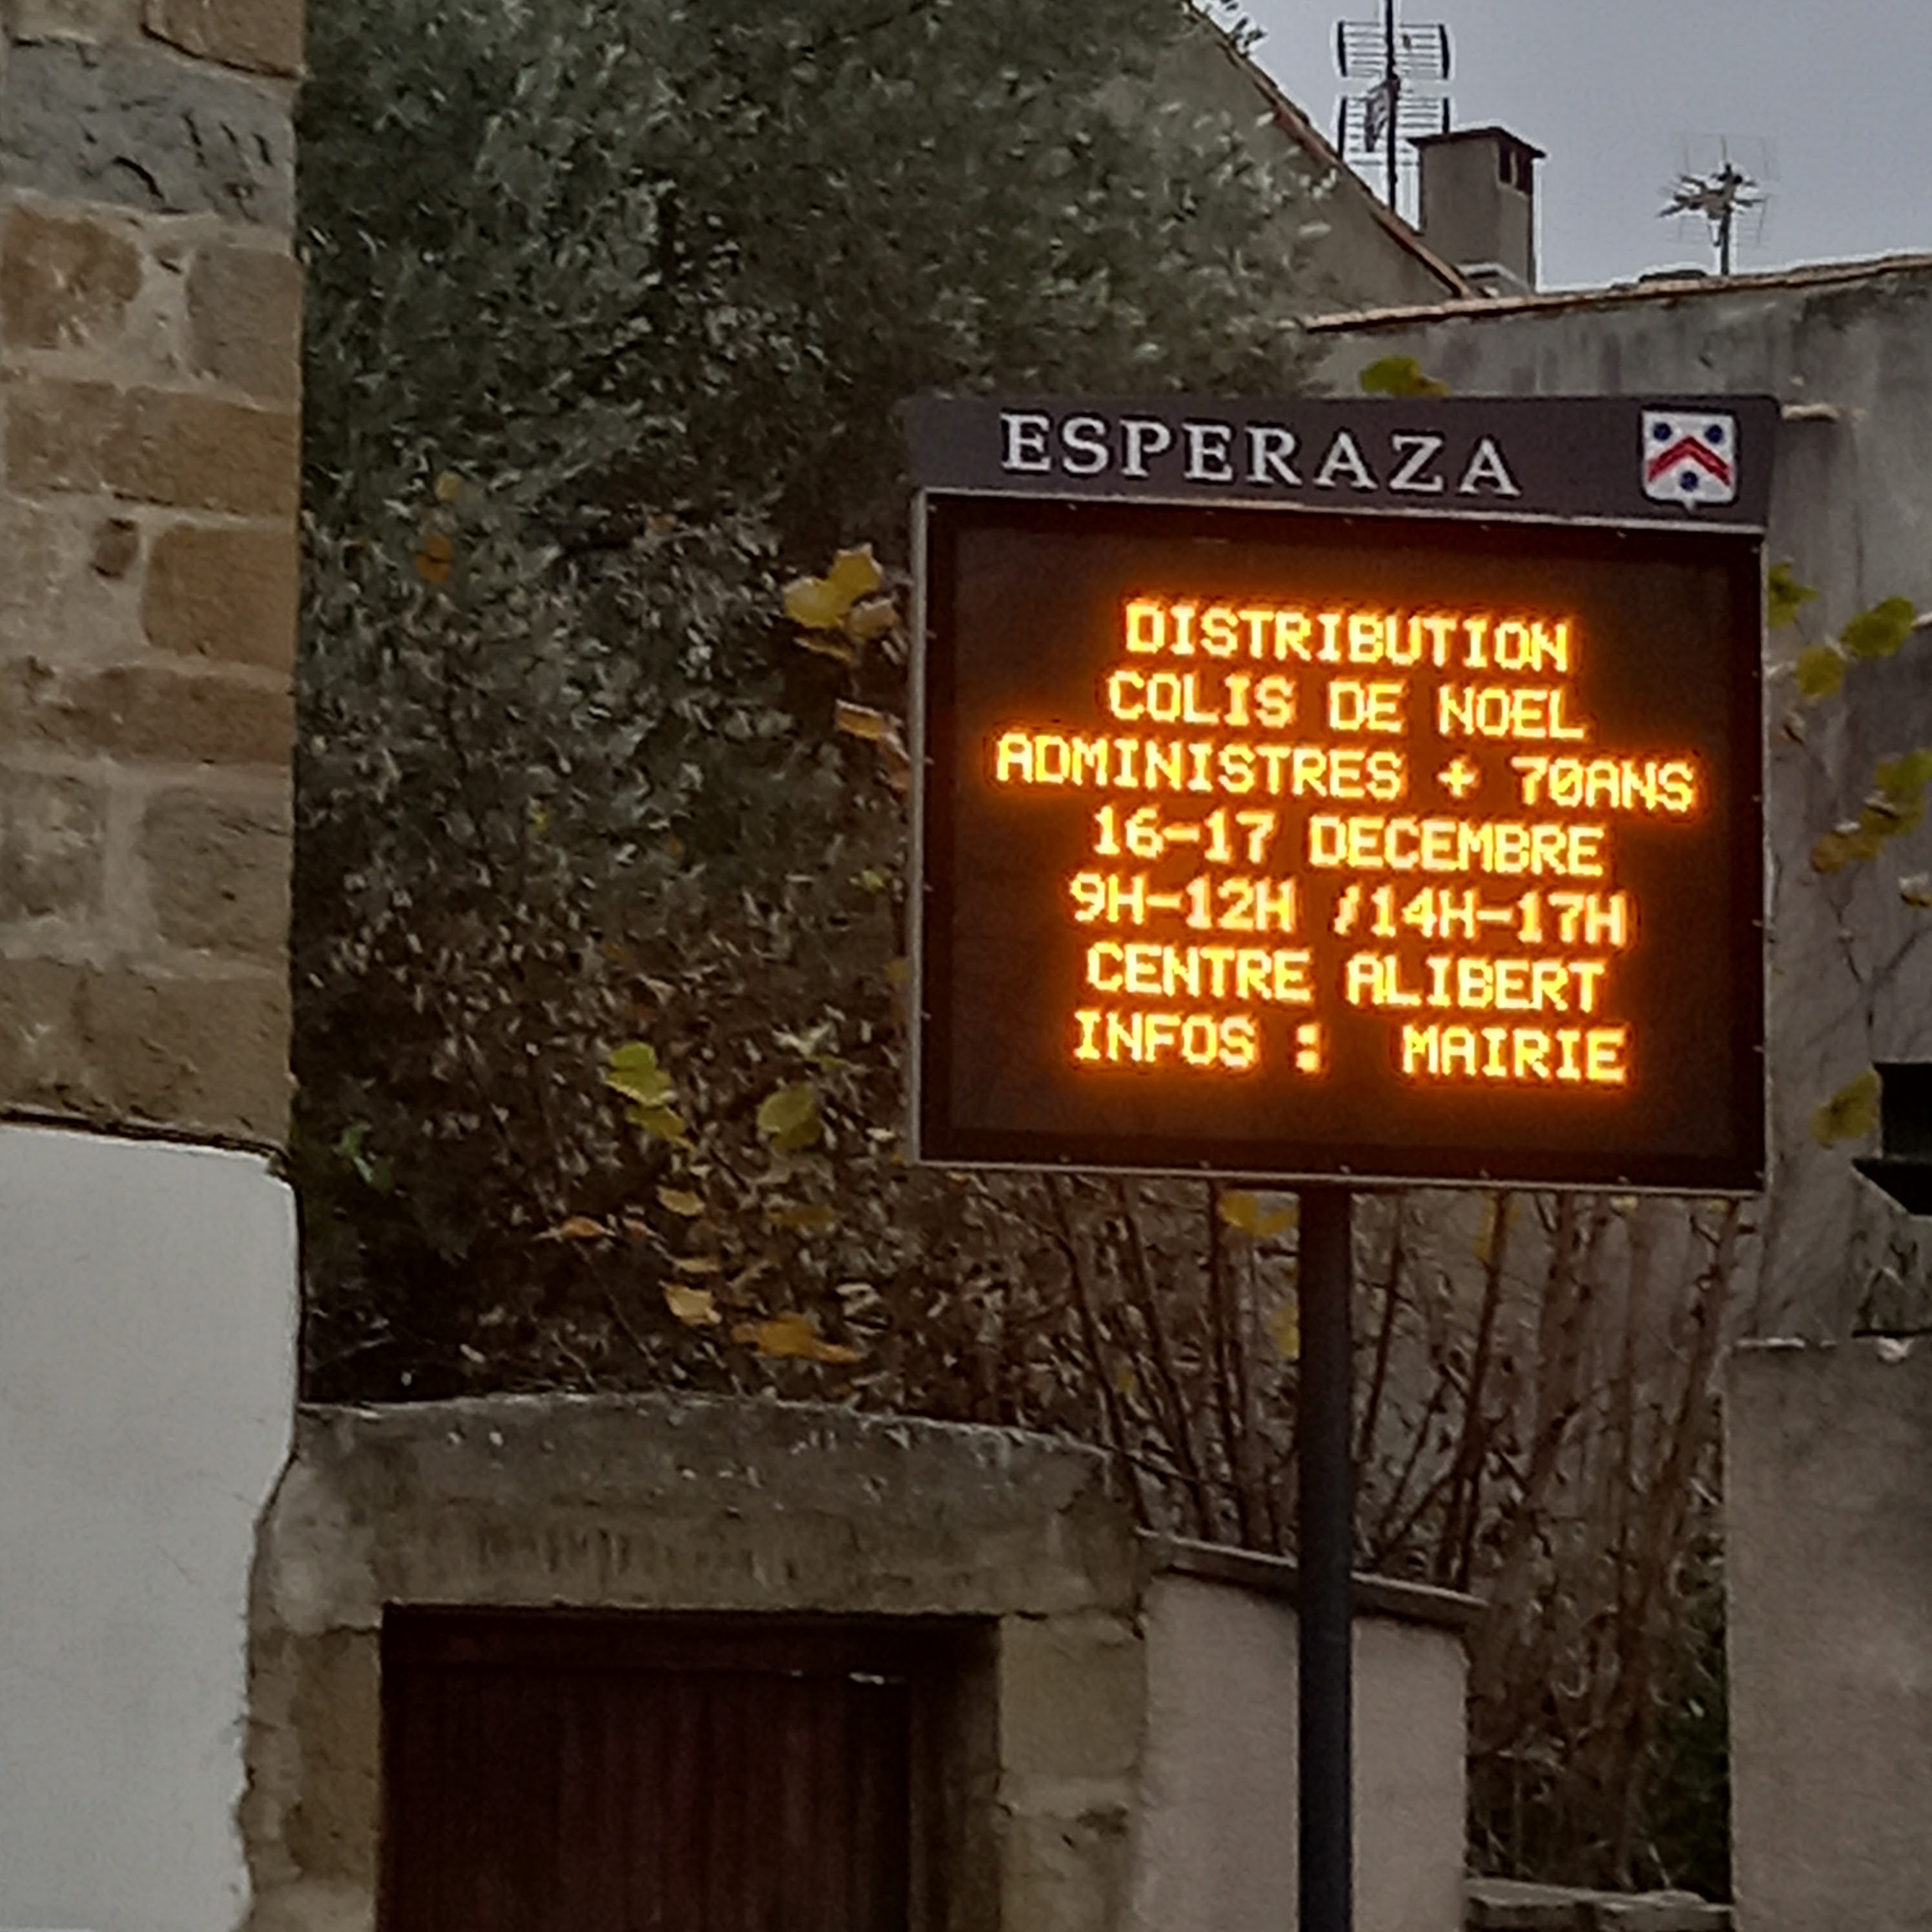 ESPERAZA
DISTRIBUTION
COLIS DE NOEL
ADMINISTRES + 70ANS
16-17 DECEMBRE
9H-12H /14H-17H
CENTRE ALIBERT
INFOS :  MAIRIE